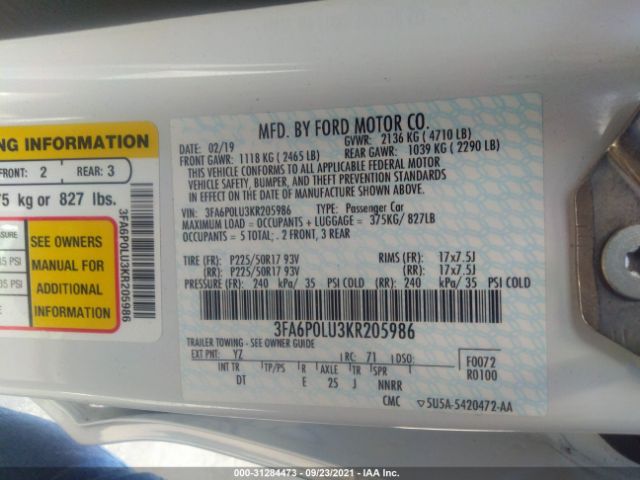 NG INFORMATION
FRONT: 2 REAR: 3
75 kg or 827 lbs.
SEE OWNERS
MANUAL FOR
ADDITIONAL
INFORMATION
35 PSI
35 PSI
3FA6P0LU3KR205986
MFD. BY FORD MOTOR CO.
DATE: 02/19 GVWR: 2136 KG ( 4710 LB)
FRONT GAWR: 1118 KG ( 2465 LB) REAR GAWR: 1039 KG ( 2290 LB)
THIS VEHICLE CONFORMS TO ALL APPLICABLE FEDERAL MOTOR
VEHICLE SAFETY, BUMPER, AND THEFT PREVENTION STANDARDS
IN EFFECT ON THE DATE OF MANUFACTURE SHOWN ABOVE.
VIN: 3FA6P0LU3KR205986 TYPE: Passenger Car
MAXIMUM LOAD = OCCUPANTS + LUGGAGE = 375KG/ 827LB
OCCUPANTS = 5 TOTAL: . 2 FRONT, 3 REAR
TIRE (FR): P225/50R17 93V RIMS (FR): 17x7.5J
(RR): P225/50R17 93V (RR): 17x7.5J
PRESSURE (FR): 240 kPa/ 35 PSI COLD (RR): 240 kPa/ 35 PSI COLD
3FA6P0LU3KR205986
TRAILER TOWING - SEE OWNER GUIDE
EXT PNT: YZ RC: 71 DSO: F0072
INT TR TP/PS R AXLE TR SPR R0100
DT E 25 J NNRR
CMC ▽5U5A-5420472-AA
000-31284473 - 09/23/2021 - IAA Inc.